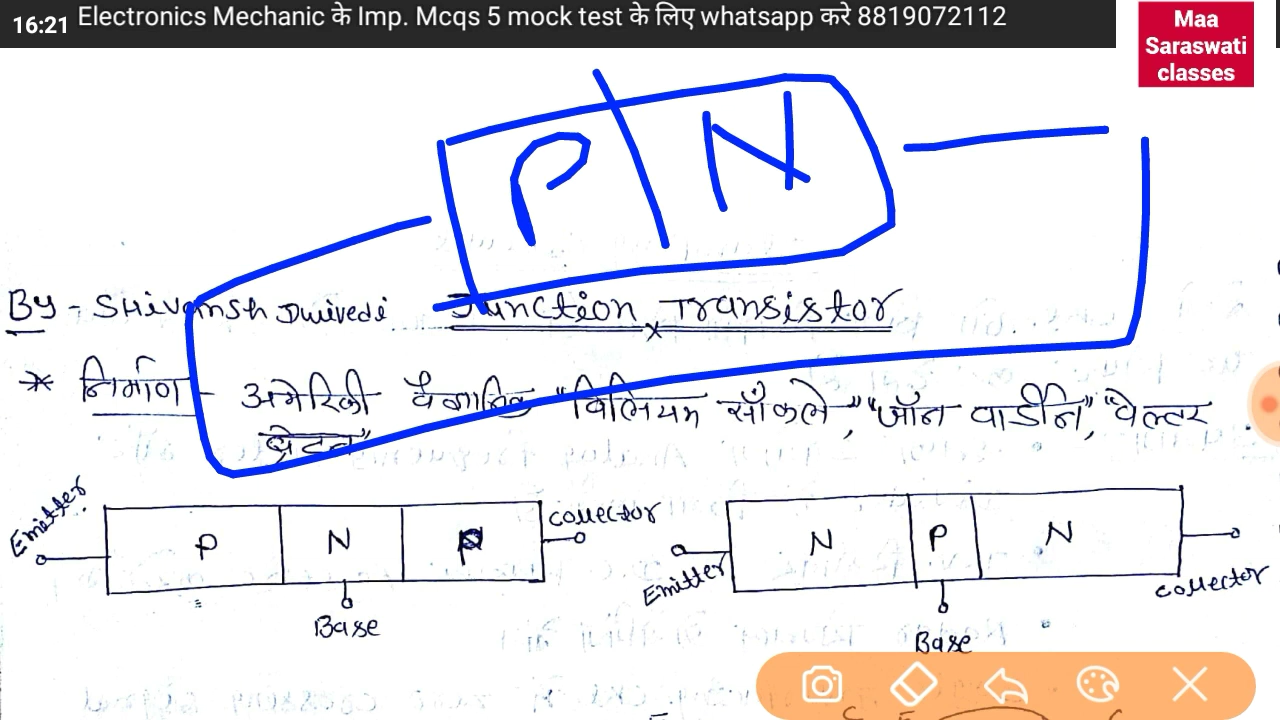 16:21 Electronics Mechanic के Imp. Mcqs 5 mock test के लिए whatsapp करे 8819072112
Maa
Saraswati
classes
P N
By - Shivansh Dwivedi Junction Transistor
* निर्माण - अमेरिकी वैज्ञानिक "विलियम सॉकले", "जॉन वार्डीन", "वेल्टर
ब्रेटन"
Emitter P N P collector
Base
Emitter N P N collector
Base